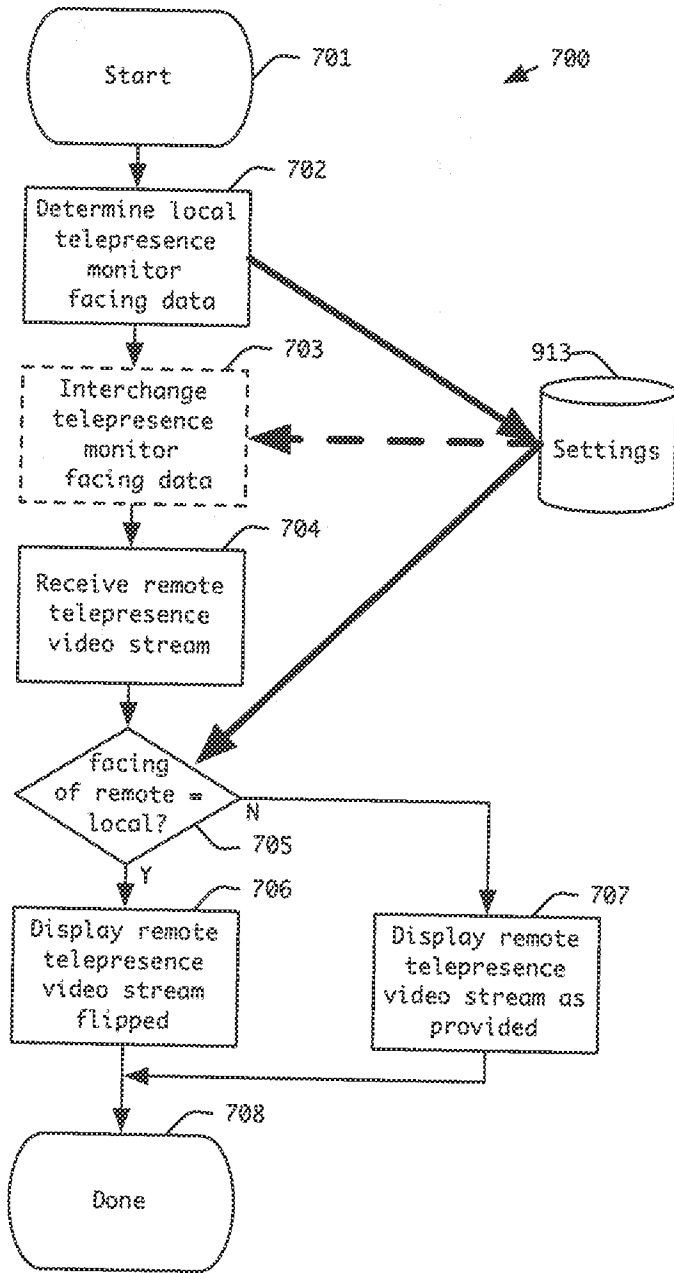 Start
701
700
702
Determine local
telepresence
monitor
facing data
703
Interchange
telepresence
monitor
facing data
913
Settings
704
Receive remote
telepresence
video stream
facing
of remote =
local?
705
N
Y
706
Display remote
telepresence
video stream
flipped
707
Display remote
telepresence
video stream as
provided
708
Done